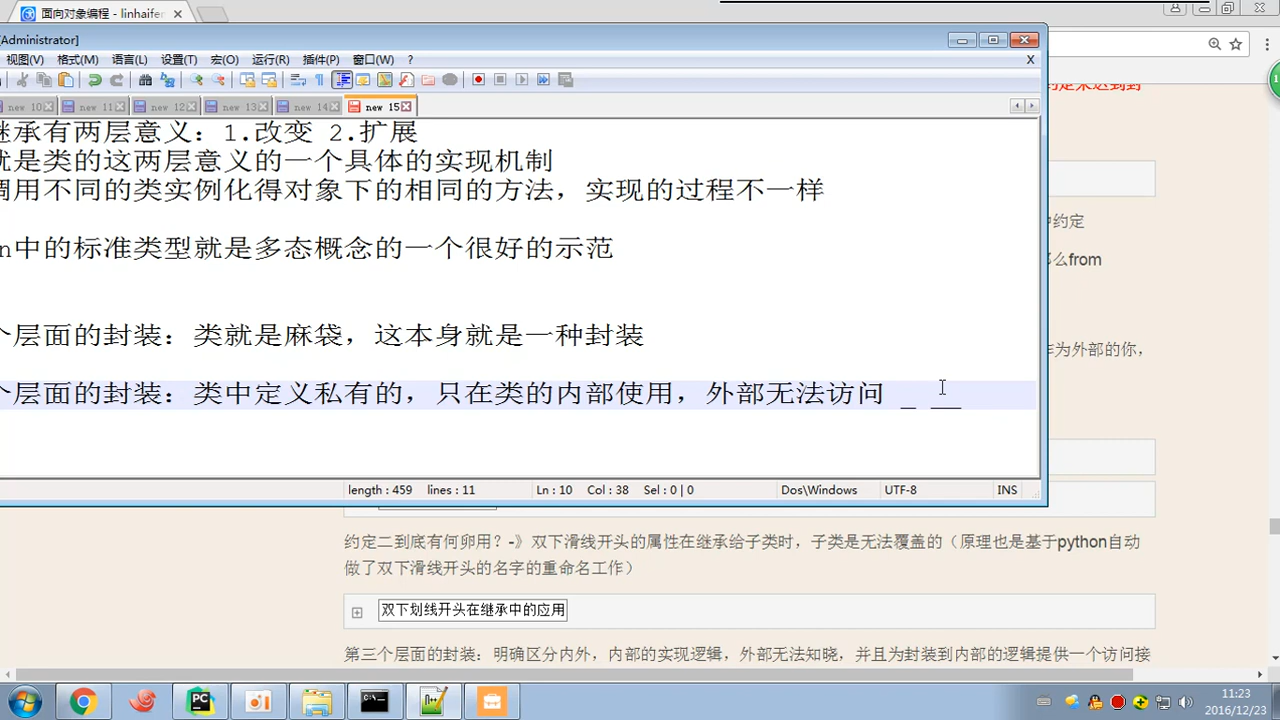 面向对象编程 - linhaifen
[Administrator]
视图(V) 格式(M) 语言(L) 设置(T) 宏(O) 运行(R) 插件(P) 窗口(W) ? X
new 10 new 11 new 12 new 13 new 14 new 15
继承有两层意义：1.改变 2.扩展
就是类的这两层意义的一个具体的实现机制
调用不同的类实例化得对象下的相同的方法，实现的过程不一样
n中的标准类型就是多态概念的一个很好的示范
个层面的封装：类就是麻袋，这本身就是一种封装
个层面的封装：类中定义私有的，只在类的内部使用，外部无法访问 _ __
length : 459 lines : 11 Ln : 10 Col : 38 Sel : 0 | 0 Dos\Windows UTF-8 INS
中约定
么from
作为外部的你，
约定二到底有何卵用？-》双下滑线开头的属性在继承给子类时，子类是无法覆盖的（原理也是基于python自动
做了双下滑线开头的名字的重命名工作）
双下划线开头在继承中的应用
第三个层面的封装：明确区分内外，内部的实现逻辑，外部无法知晓，并且为封装到内部的逻辑提供一个访问接
11:23
2016/12/23